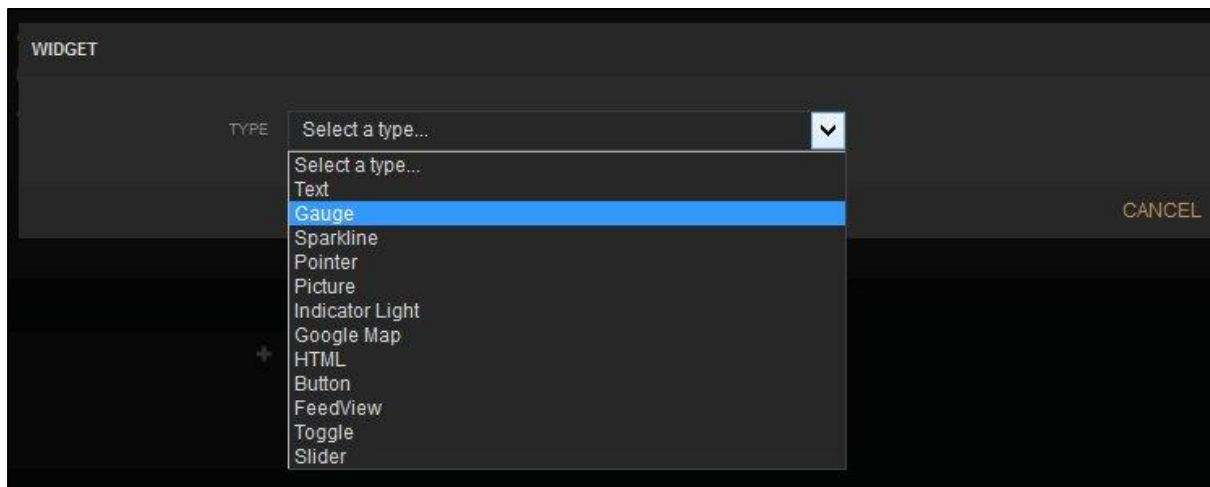 WIDGET
TYPE
Select a type...
Select a type...
Text
Gauge
Sparkline
Pointer
Picture
Indicator Light
Google Map
HTML
Button
FeedView
Toggle
Slider
CANCEL